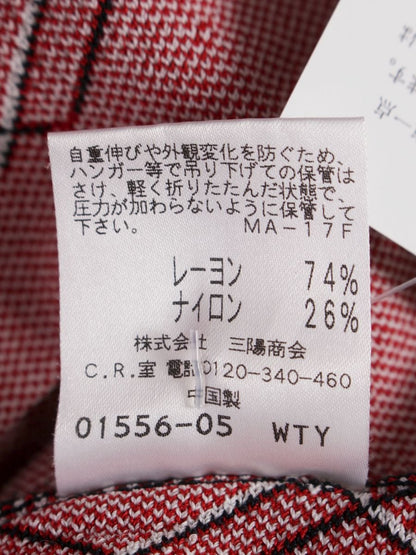 自重伸びや外観変化を防ぐため、
ハンガー等で吊り下げての保管は
さけ、軽く折りたたんだ状態で、
圧力が加わらないように保管して
下さい。 MA-17F
レーヨン 74%
ナイロン 26%
株式会社 三陽商会
C.R.室 電話0120-340-460
中国製
01556-05 WTY
一点
ます。
は